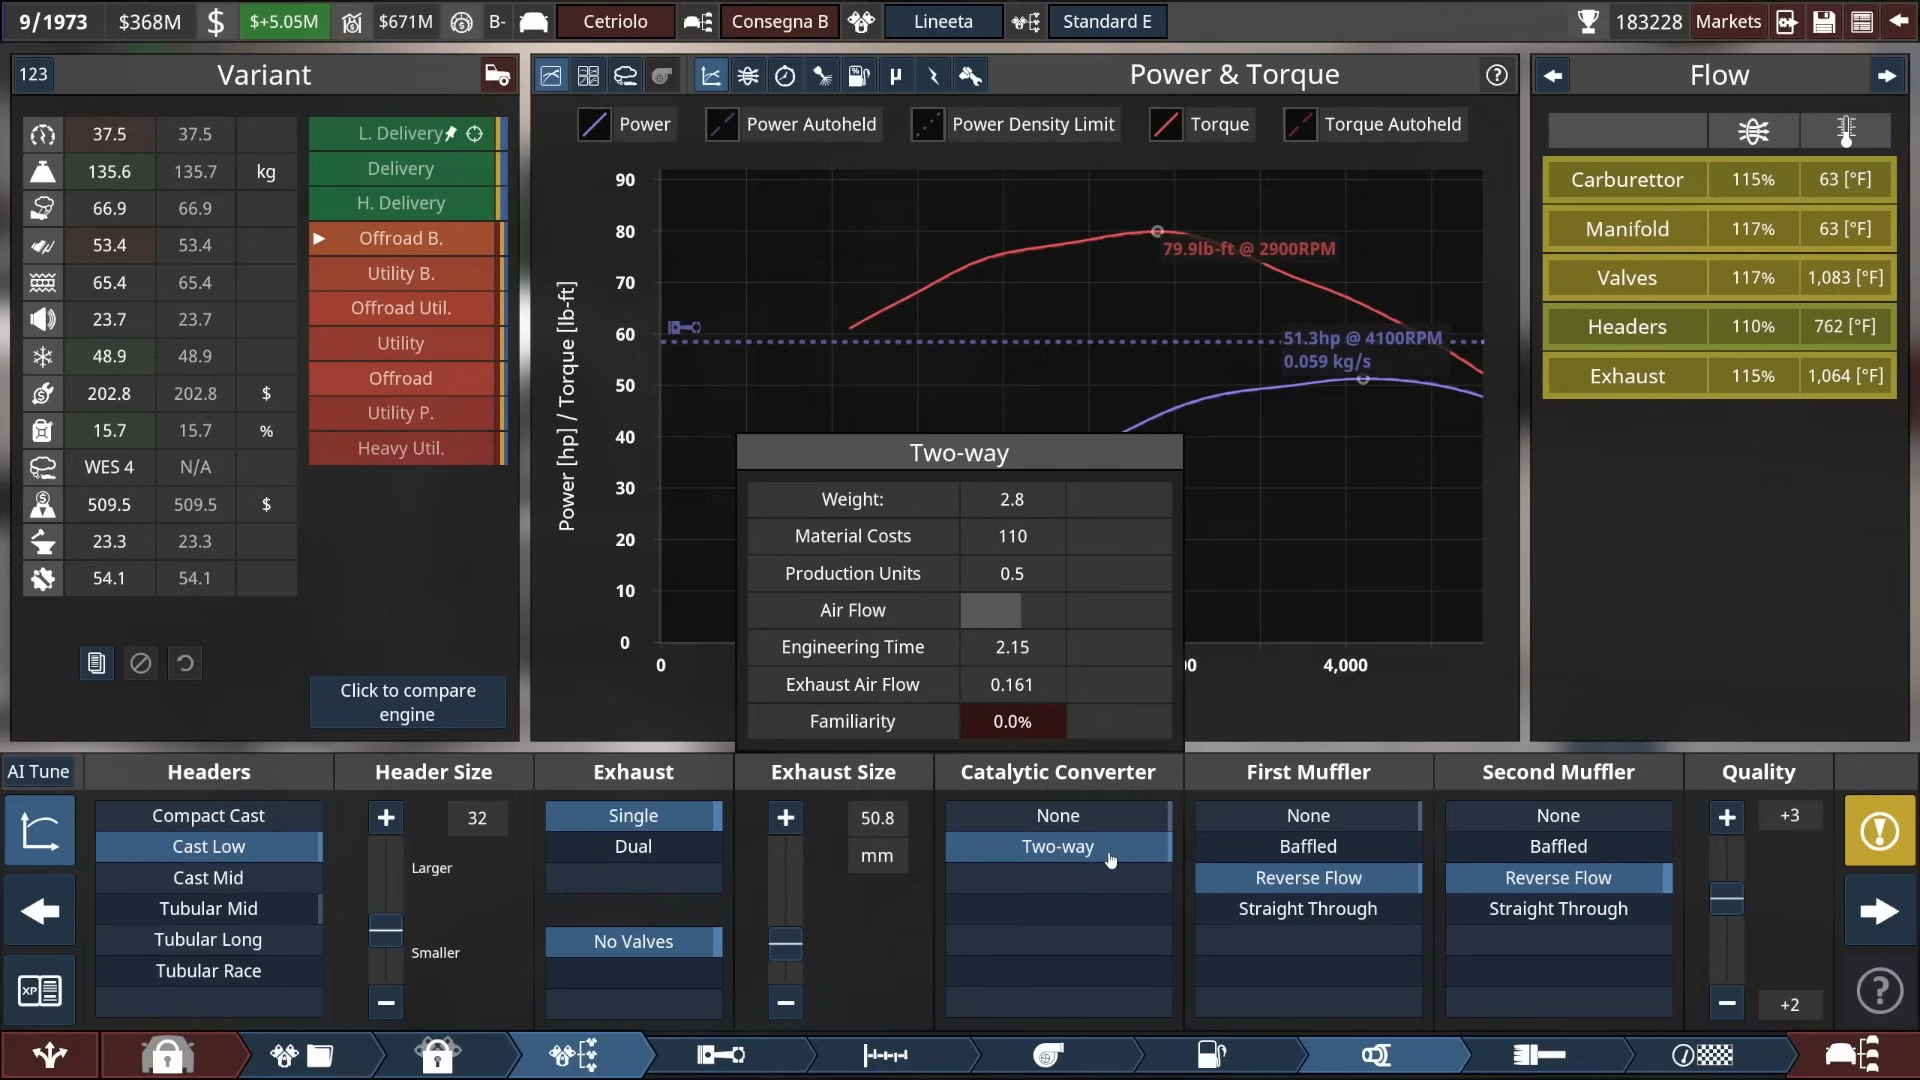 9/1973 $368M $+5.05M $671M B- Cetriolo Consegna B Lineeta Standard E 183228 Markets
123 Variant
37.5 37.5
135.6 135.7 kg
66.9 66.9
53.4 53.4
65.4 65.4
23.7 23.7
48.9 48.9
202.8 202.8 $
15.7 15.7 %
WES 4 N/A
509.5 509.5 $
23.3 23.3
54.1 54.1
L. Delivery
Delivery
H. Delivery
Offroad B.
Utility B.
Offroad Util.
Utility
Offroad
Utility P.
Heavy Util.
Click to compare
engine
μ
Power & Torque
?
Power Power Autoheld Power Density Limit Torque Torque Autoheld
Power [hp] / Torque [lb-ft]
90
80
70
60
50
40
30
20
10
0
79.9lb-ft @ 2900RPM
51.3hp @ 4100RPM
0.059 kg/s
0 00 4,000
Flow
Carburettor 115% 63 [°F]
Manifold 117% 63 [°F]
Valves 117% 1,083 [°F]
Headers 110% 762 [°F]
Exhaust 115% 1,064 [°F]
Two-way
Weight: 2.8
Material Costs 110
Production Units 0.5
Air Flow
Engineering Time 2.15
Exhaust Air Flow 0.161
Familiarity 0.0%
AI Tune
XP
Headers
Compact Cast
Cast Low
Cast Mid
Tubular Mid
Tubular Long
Tubular Race
Header Size
+ 32
Larger
Smaller
−
Exhaust
Single
Dual
No Valves
Exhaust Size
+ 50.8
mm
−
Catalytic Converter
None
Two-way
First Muffler
None
Baffled
Reverse Flow
Straight Through
Second Muffler
None
Baffled
Reverse Flow
Straight Through
Quality
+ +3
− +2
!
?